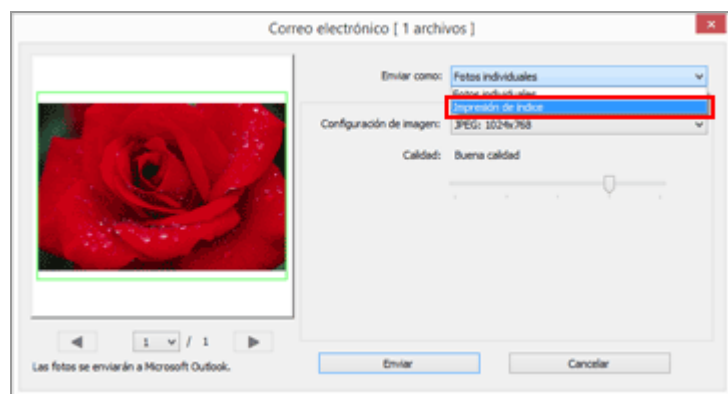 Correo electrónico [ 1 archivos ]
Enviar como: Fotos individuales
Fotos individuales
Impresión de índice
Configuración de imagen: JPEG: 1024x768
Calidad: Buena calidad
1 / 1
Las fotos se enviarán a Microsoft Outlook.
Enviar
Cancelar